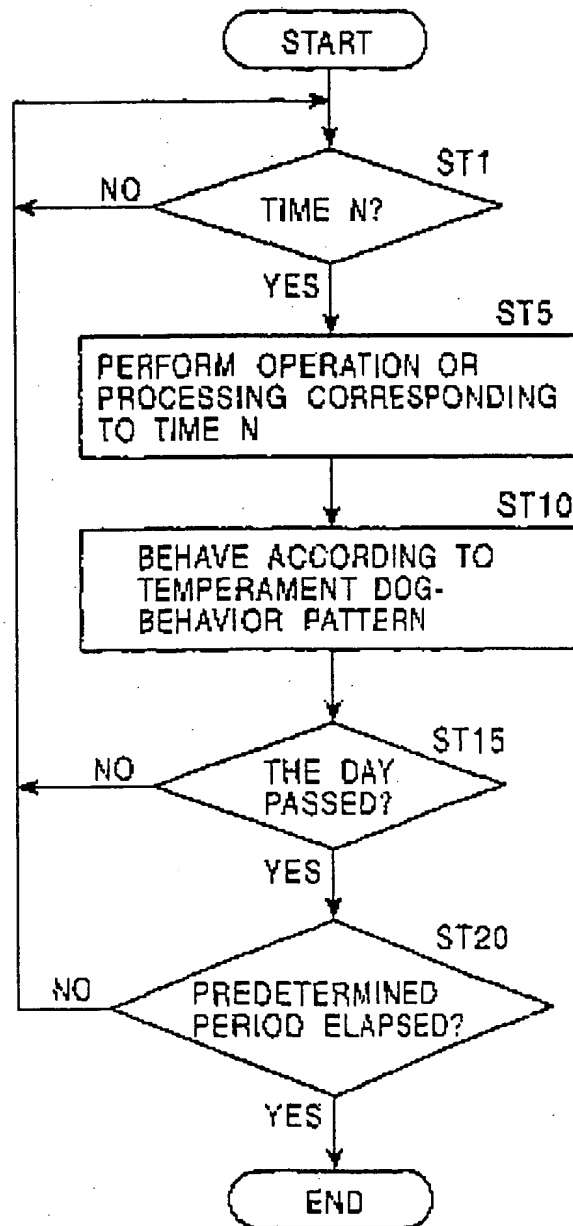 START
ST1
NO
TIME N?
YES
ST5
PERFORM OPERATION OR
PROCESSING CORRESPONDING
TO TIME N
ST10
BEHAVE ACCORDING TO
TEMPERAMENT DOG-
BEHAVIOR PATTERN
ST15
NO
THE DAY
PASSED?
YES
ST20
NO
PREDETERMINED
PERIOD ELAPSED?
YES
END